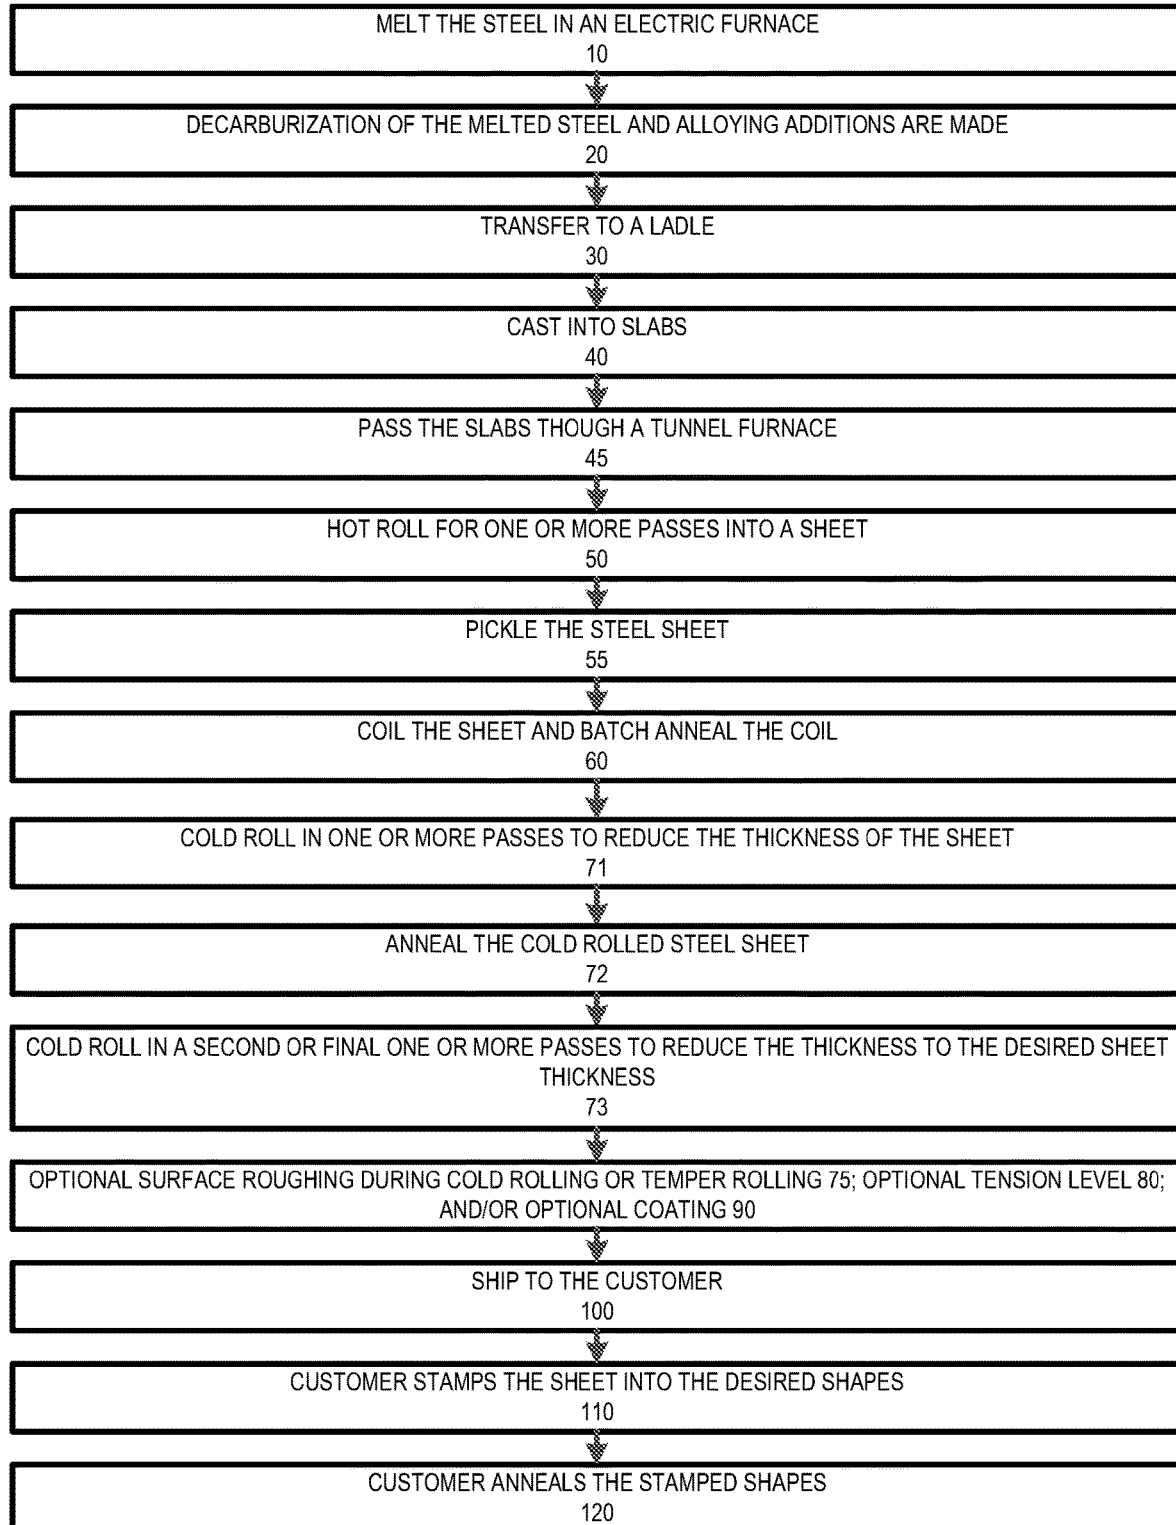 MELT THE STEEL IN AN ELECTRIC FURNACE
10
DECARBURIZATION OF THE MELTED STEEL AND ALLOYING ADDITIONS ARE MADE
20
TRANSFER TO A LADLE
30
CAST INTO SLABS
40
PASS THE SLABS THOUGH A TUNNEL FURNACE
45
HOT ROLL FOR ONE OR MORE PASSES INTO A SHEET
50
PICKLE THE STEEL SHEET
55
COIL THE SHEET AND BATCH ANNEAL THE COIL
60
COLD ROLL IN ONE OR MORE PASSES TO REDUCE THE THICKNESS OF THE SHEET
71
ANNEAL THE COLD ROLLED STEEL SHEET
72
COLD ROLL IN A SECOND OR FINAL ONE OR MORE PASSES TO REDUCE THE THICKNESS TO THE DESIRED SHEET
THICKNESS
73
OPTIONAL SURFACE ROUGHING DURING COLD ROLLING OR TEMPER ROLLING 75; OPTIONAL TENSION LEVEL 80;
AND/OR OPTIONAL COATING 90
SHIP TO THE CUSTOMER
100
CUSTOMER STAMPS THE SHEET INTO THE DESIRED SHAPES
110
CUSTOMER ANNEALS THE STAMPED SHAPES
120